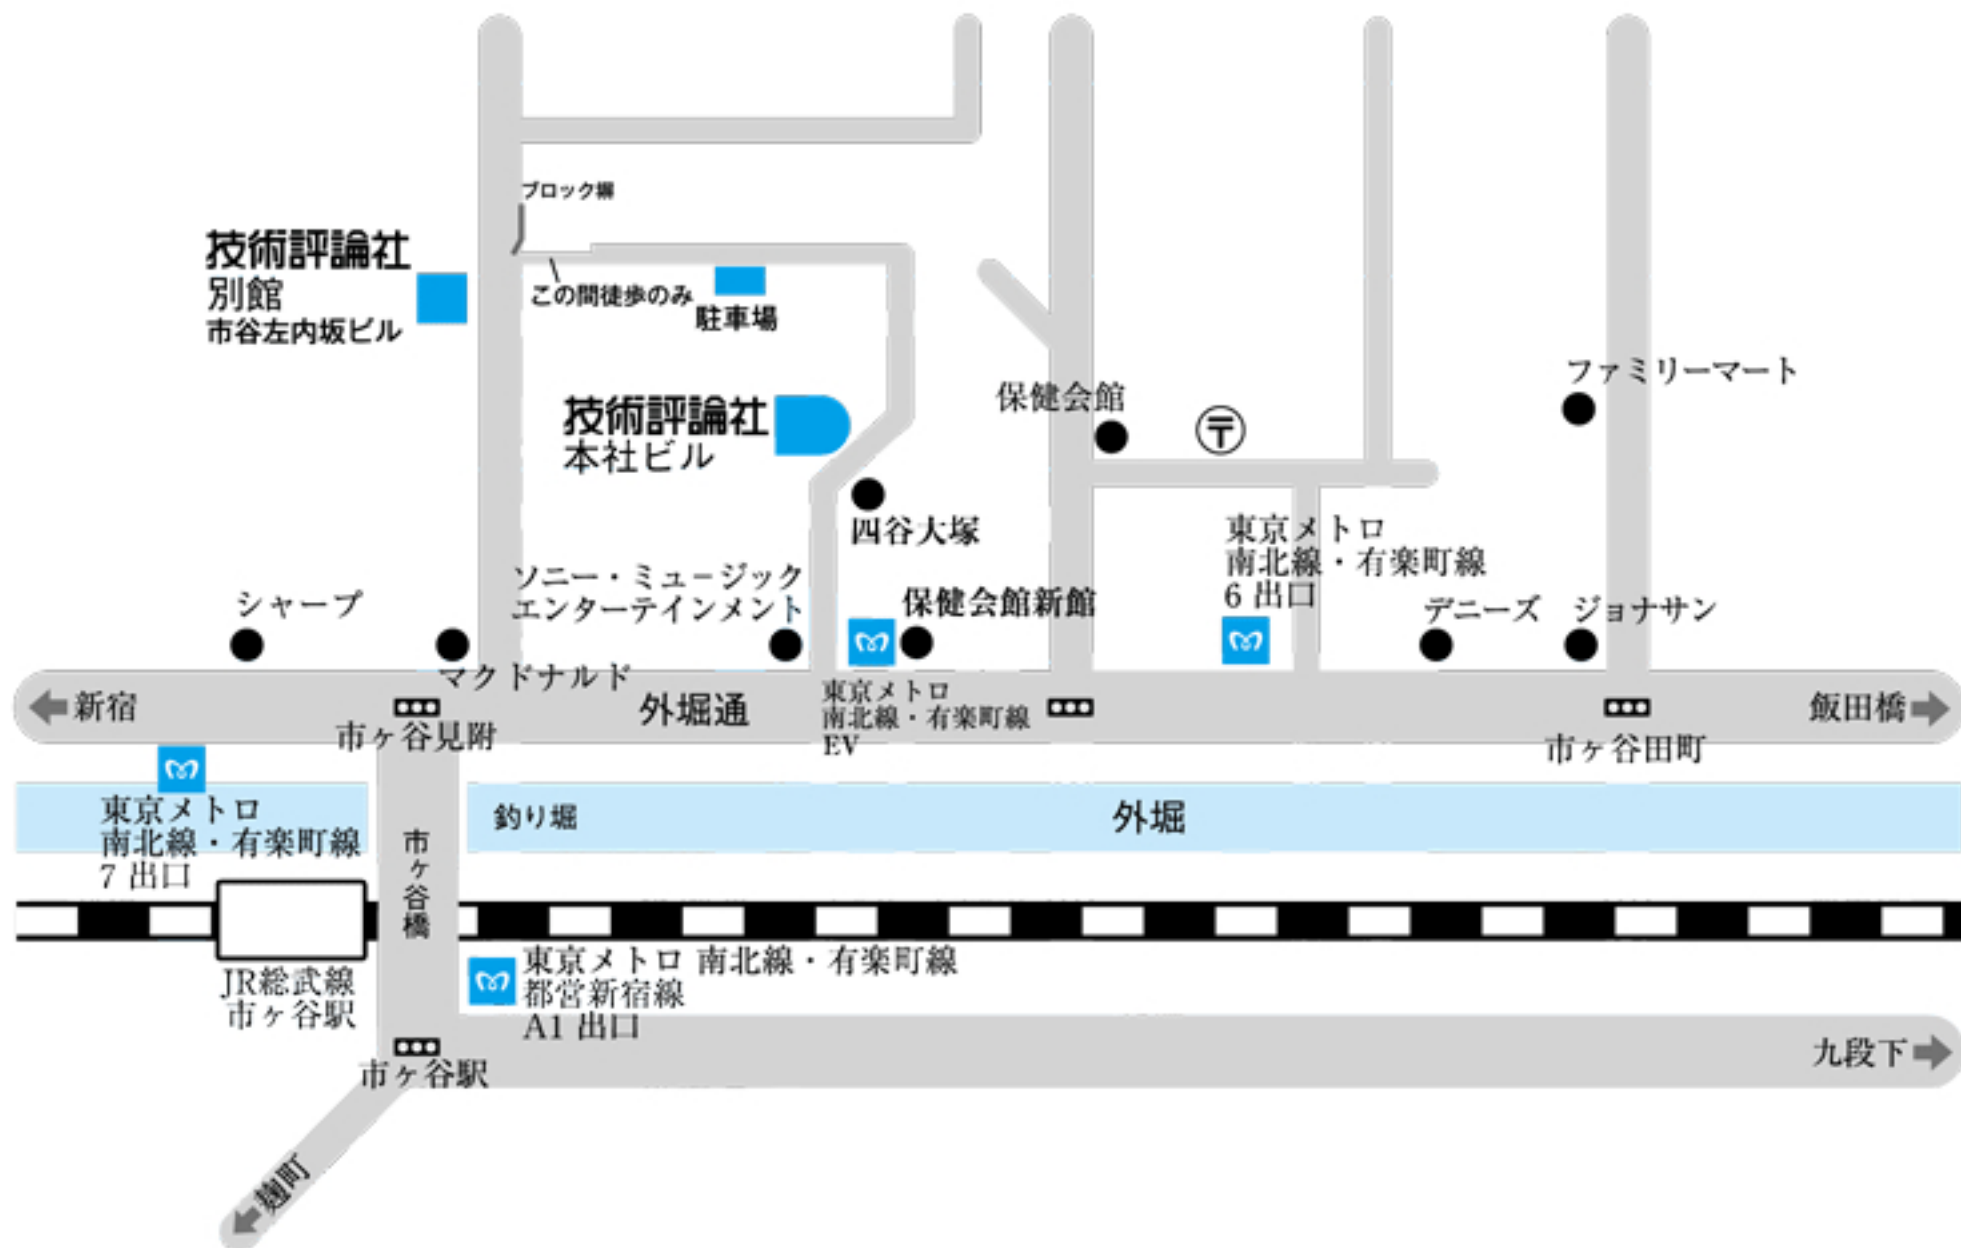 ブロック塀
技術評論社
別館
市谷左内坂ビル
この間徒歩のみ
駐車場
技術評論社
本社ビル
保健会館
〒
ファミリーマート
四谷大塚
東京メトロ
南北線・有楽町線
6 出口
シャープ
マクドナルド
ソニー・ミュージック
エンターテインメント
保健会館新館
デニーズ
ジョナサン
新宿
市ヶ谷見附
外堀通
東京メトロ
南北線・有楽町線
EV
市ヶ谷田町
飯田橋
東京メトロ
南北線・有楽町線
7 出口
市ヶ谷橋
釣り堀
外堀
JR総武線
市ヶ谷駅
東京メトロ 南北線・有楽町線
都営新宿線
A1 出口
市ヶ谷駅
九段下
麹町